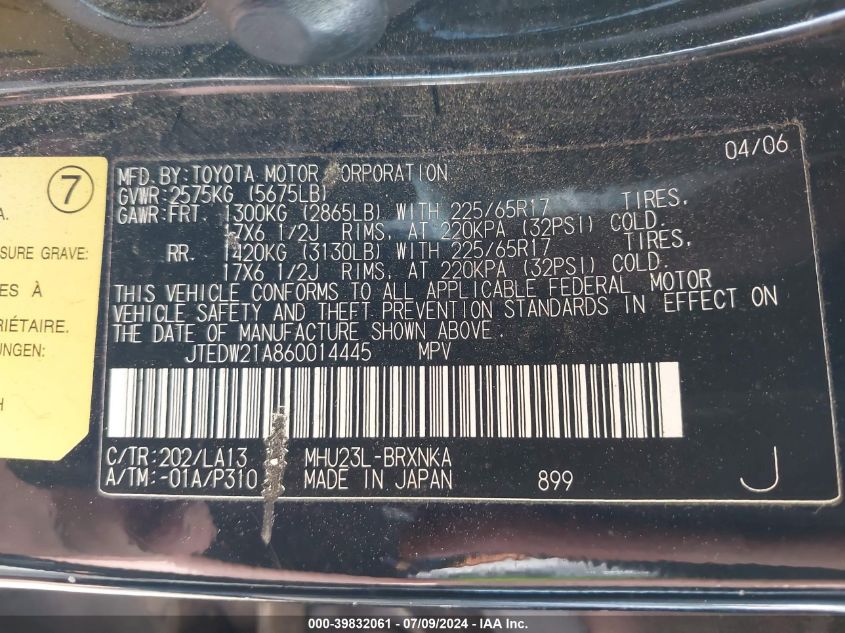 7
A.
SURE GRAVE:
ES À
RIÉTAIRE.
UNGEN:
H
04/06
MFD. BY: TOYOTA MOTOR CORPORATION
GVWR: 2575KG (5675LB)
GAWR: FRT. 1300KG (2865LB) WITH 225/65R17 TIRES,
17X6 1/2J RIMS, AT 220KPA (32PSI) COLD.
RR. 1420KG (3130LB) WITH 225/65R17 TIRES,
17X6 1/2J RIMS, AT 220KPA (32PSI) COLD.
THIS VEHICLE CONFORMS TO ALL APPLICABLE FEDERAL MOTOR
VEHICLE SAFETY AND THEFT PREVENTION STANDARDS IN EFFECT ON
THE DATE OF MANUFACTURE SHOWN ABOVE.
JTEDW21A860014445 MPV
C/TR: 202/LA13 MHU23L-BRXNKA
A/TM: -01A/P310 MADE IN JAPAN 899 J
000-39832061 - 07/09/2024 - IAA Inc.